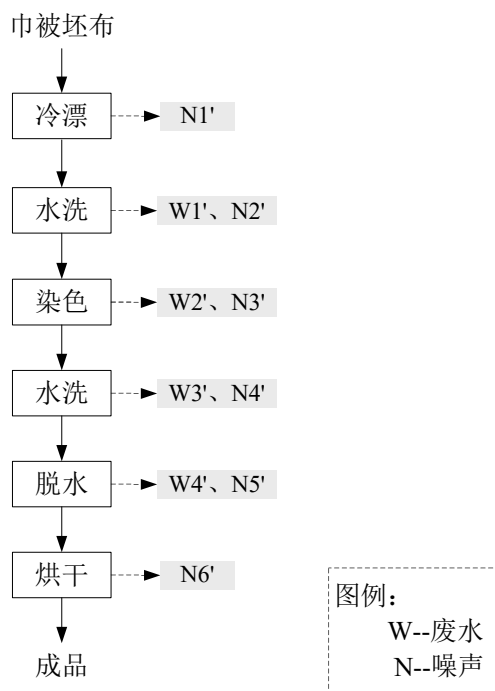 巾被坯布
冷漂
N1'
水洗
W1'、N2'
染色
W2'、N3'
水洗
W3'、N4'
脱水
W4'、N5'
烘干
N6'
成品
图例：
W--废水
N--噪声